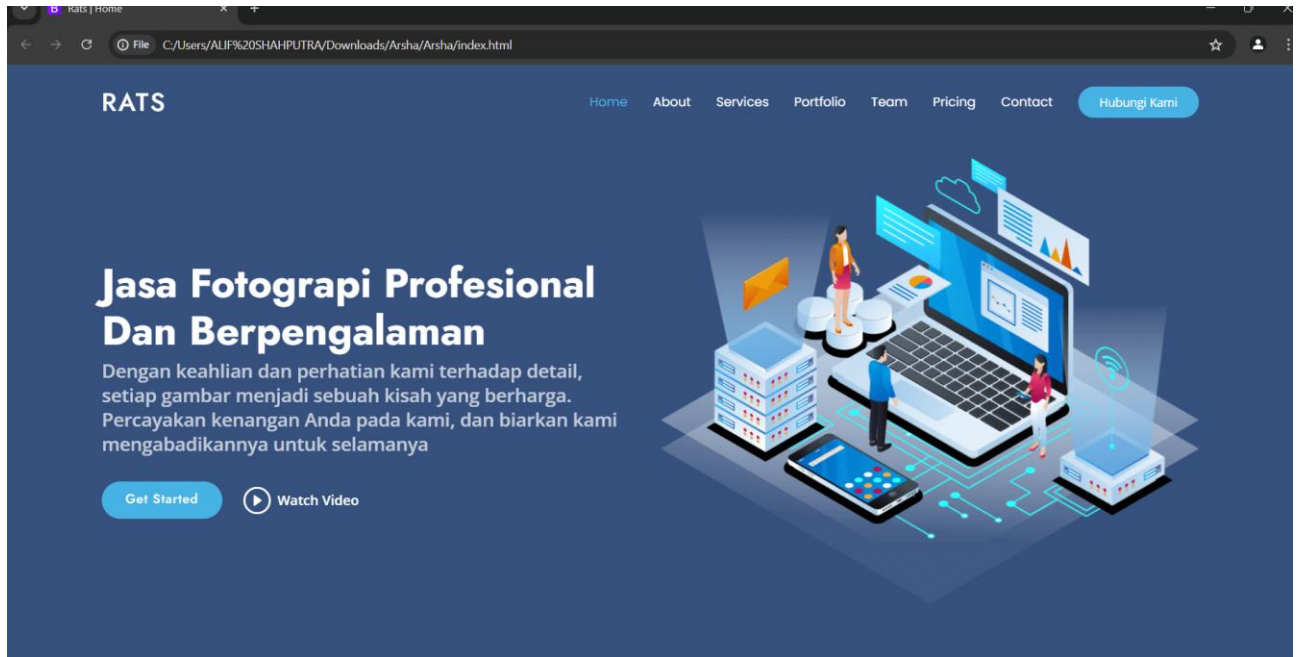 Rats | Home
File C:/Users/ALIF%20SHAHPUTRA/Downloads/Arsha/Arsha/index.html
RATS Home About Services Portfolio Team Pricing Contact Hubungi Kami
Jasa Fotograpi Profesional
Dan Berpengalaman
Dengan keahlian dan perhatian kami terhadap detail,
setiap gambar menjadi sebuah kisah yang berharga.
Percayakan kenangan Anda pada kami, dan biarkan kami
mengabadikannya untuk selamanya
Get Started Watch Video